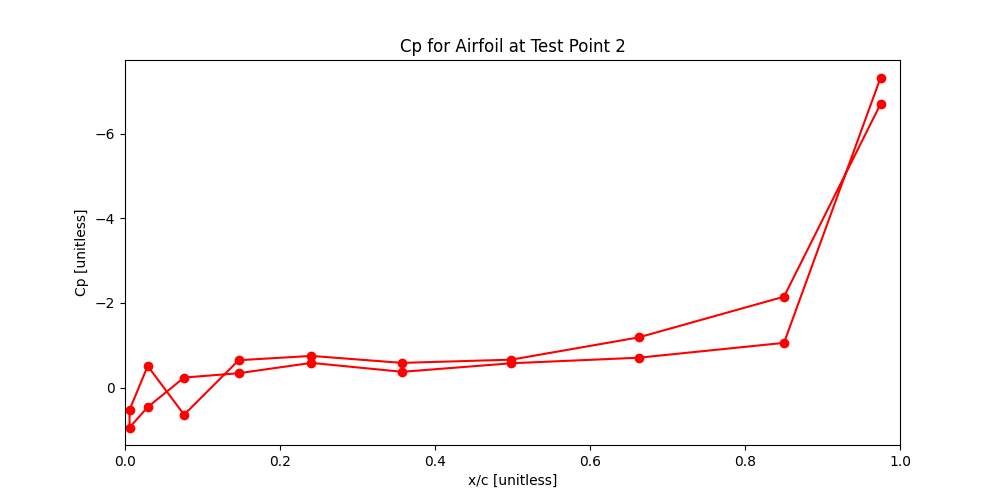 Cp for Airfoil at Test Point 2
Cp [unitless]
−6
−4
−2
0
0.0 0.2 0.4 0.6 0.8 1.0
x/c [unitless]